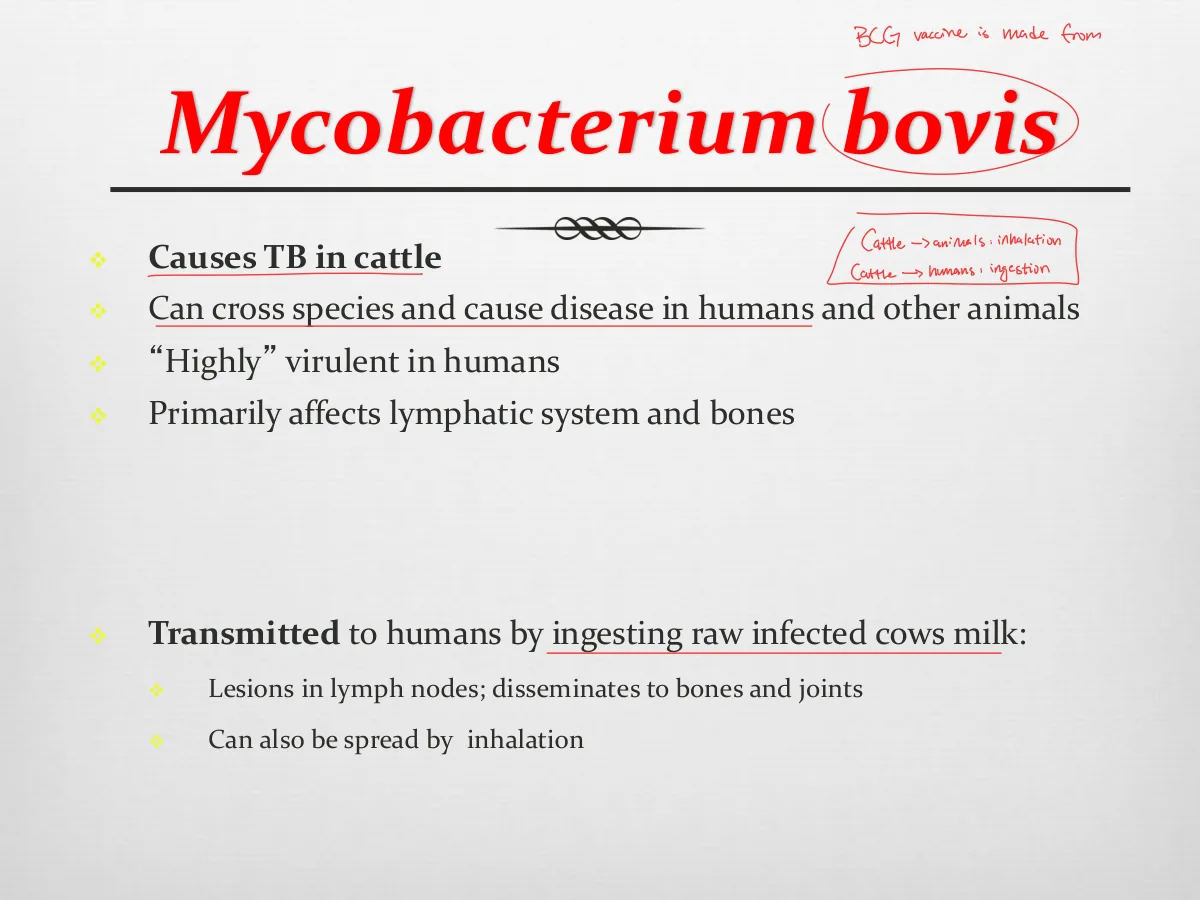 BCG vaccine is made from
Mycobacterium bovis
Cattle → animals: inhalation
Cattle → humans: ingestion
Causes TB in cattle
Can cross species and cause disease in humans and other animals
“Highly” virulent in humans
Primarily affects lymphatic system and bones
Transmitted to humans by ingesting raw infected cows milk:
Lesions in lymph nodes; disseminates to bones and joints
Can also be spread by inhalation